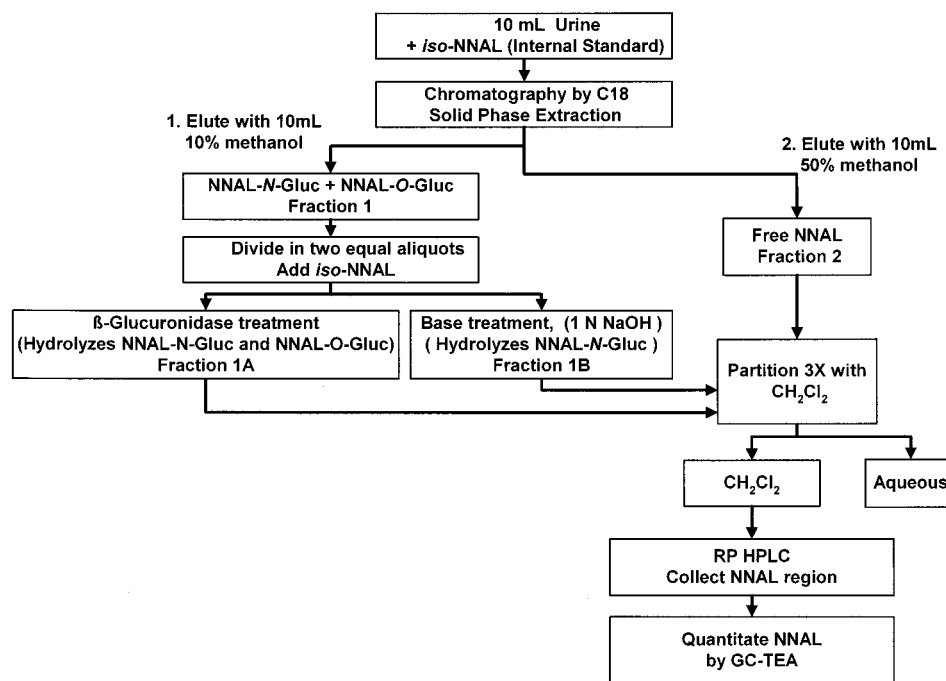 10 mL Urine
+ iso-NNAL (Internal Standard)
Chromatography by C18
Solid Phase Extraction
1. Elute with 10mL
10% methanol
2. Elute with 10mL
50% methanol
NNAL-N-Gluc + NNAL-O-Gluc
Fraction 1
Divide in two equal aliquots
Add iso-NNAL
Free NNAL
Fraction 2
ß-Glucuronidase treatment
(Hydrolyzes NNAL-N-Gluc and NNAL-O-Gluc)
Fraction 1A
Base treatment, (1 N NaOH )
( Hydrolyzes NNAL-N-Gluc )
Fraction 1B
Partition 3X with
CH2Cl2
CH2Cl2
Aqueous
RP HPLC
Collect NNAL region
Quantitate NNAL
by GC-TEA